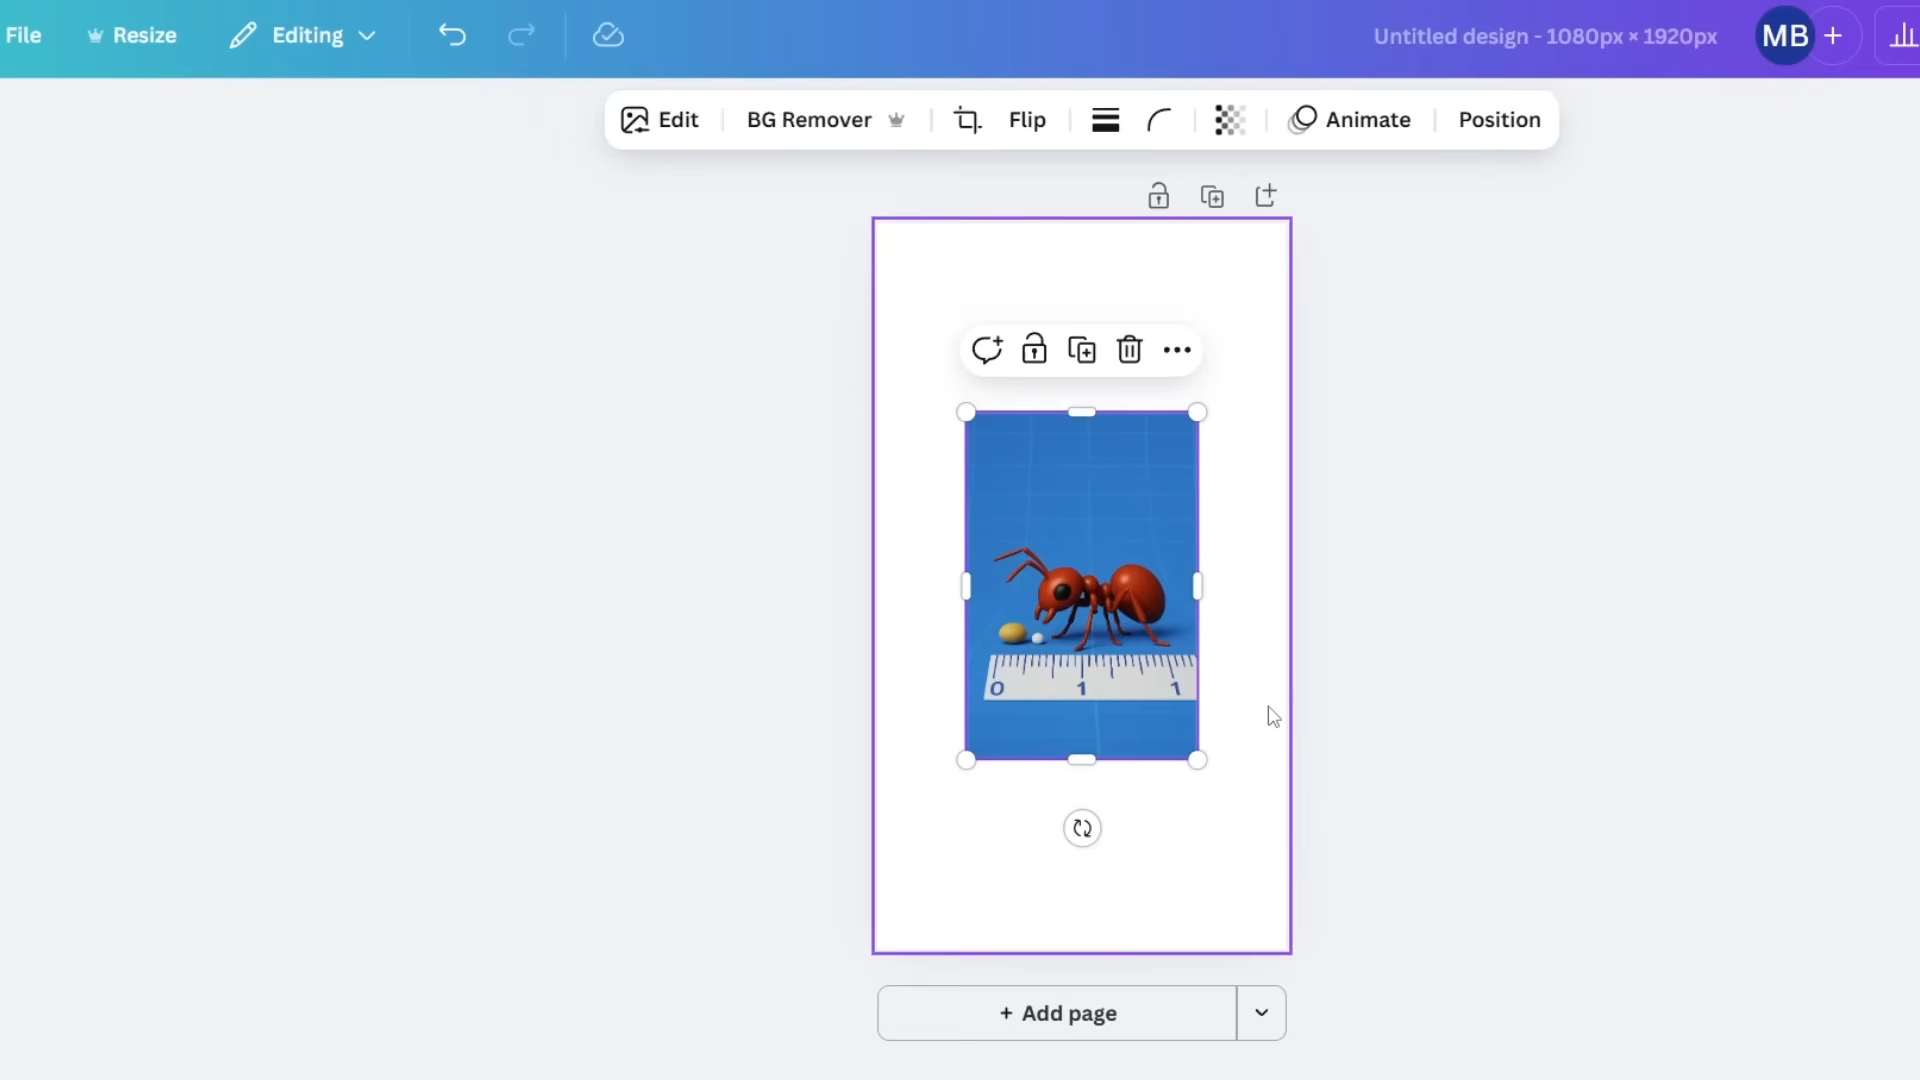 File Resize Editing Untitled design - 1080px × 1920px MB +
Edit BG Remover Flip Animate Position
0 1 1
+ Add page